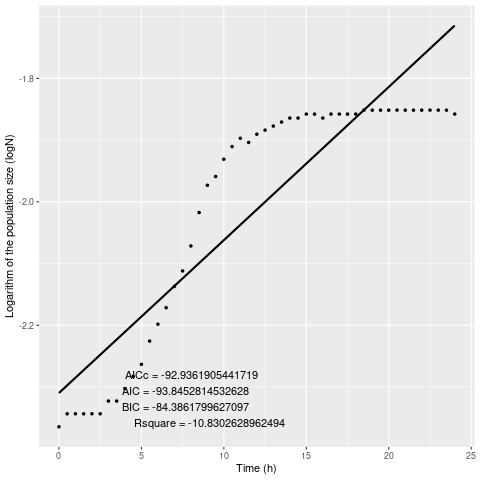 Logarithm of the population size (logN)
-1.8
-2.0
-2.2
AICc = -92.9361905441719
AIC = -93.8452814532628
BIC = -84.3861799627097
Rsquare = -10.8302628962494
0 5 10 15 20 25
Time (h)